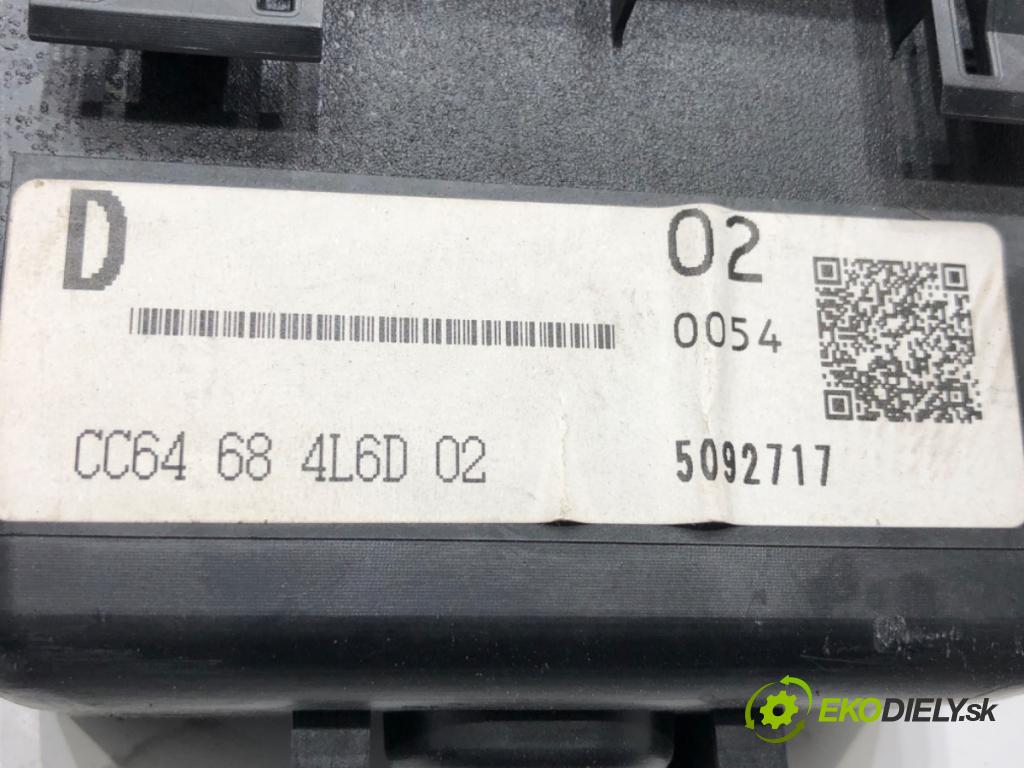 D
02
0054
CC64 68 4L6D 02
5092717
EKODIELY.sk